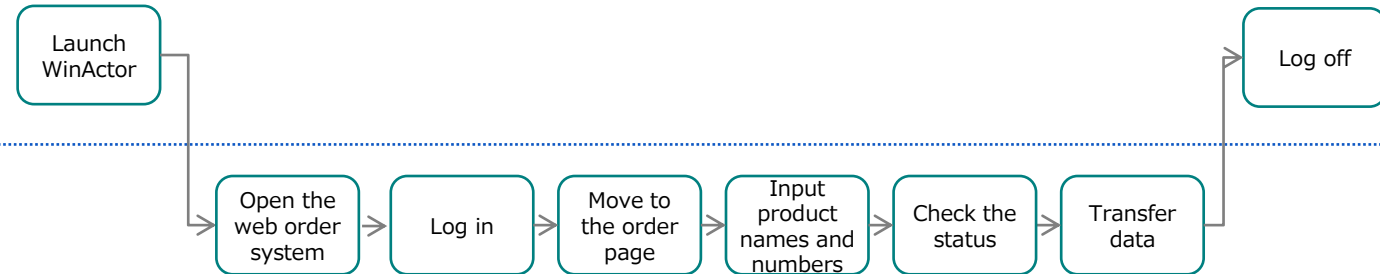 Launch
WinActor
Log off
Open the
web order
system
Log in
Move to
the order
page
Input
product
names and
numbers
Check the
status
Transfer
data